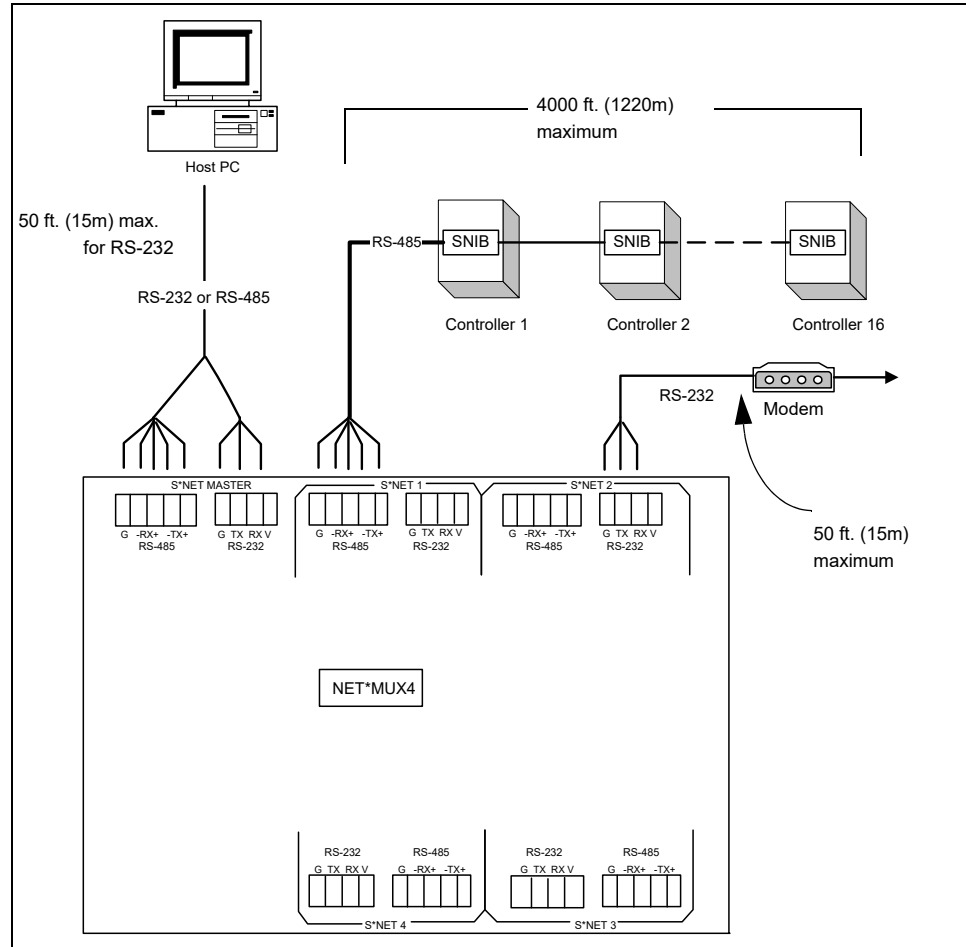 Host PC
4000 ft. (1220m)
maximum
50 ft. (15m) max.
for RS-232
RS-232 or RS-485
RS-485
SNIB
SNIB
SNIB
Controller 1
Controller 2
Controller 16
RS-232
Modem
50 ft. (15m)
maximum
S*NET MASTER
G -RX+ -TX+
RS-485
G TX RX V
RS-232
S*NET 1
G -RX+ -TX+
RS-485
G TX RX V
RS-232
S*NET 2
G -RX+ -TX+
RS-485
G TX RX V
RS-232
NET*MUX4
RS-232
G TX RX V
RS-485
G -RX+ -TX+
S*NET 4
RS-232
G TX RX V
RS-485
G -RX+ -TX+
S*NET 3